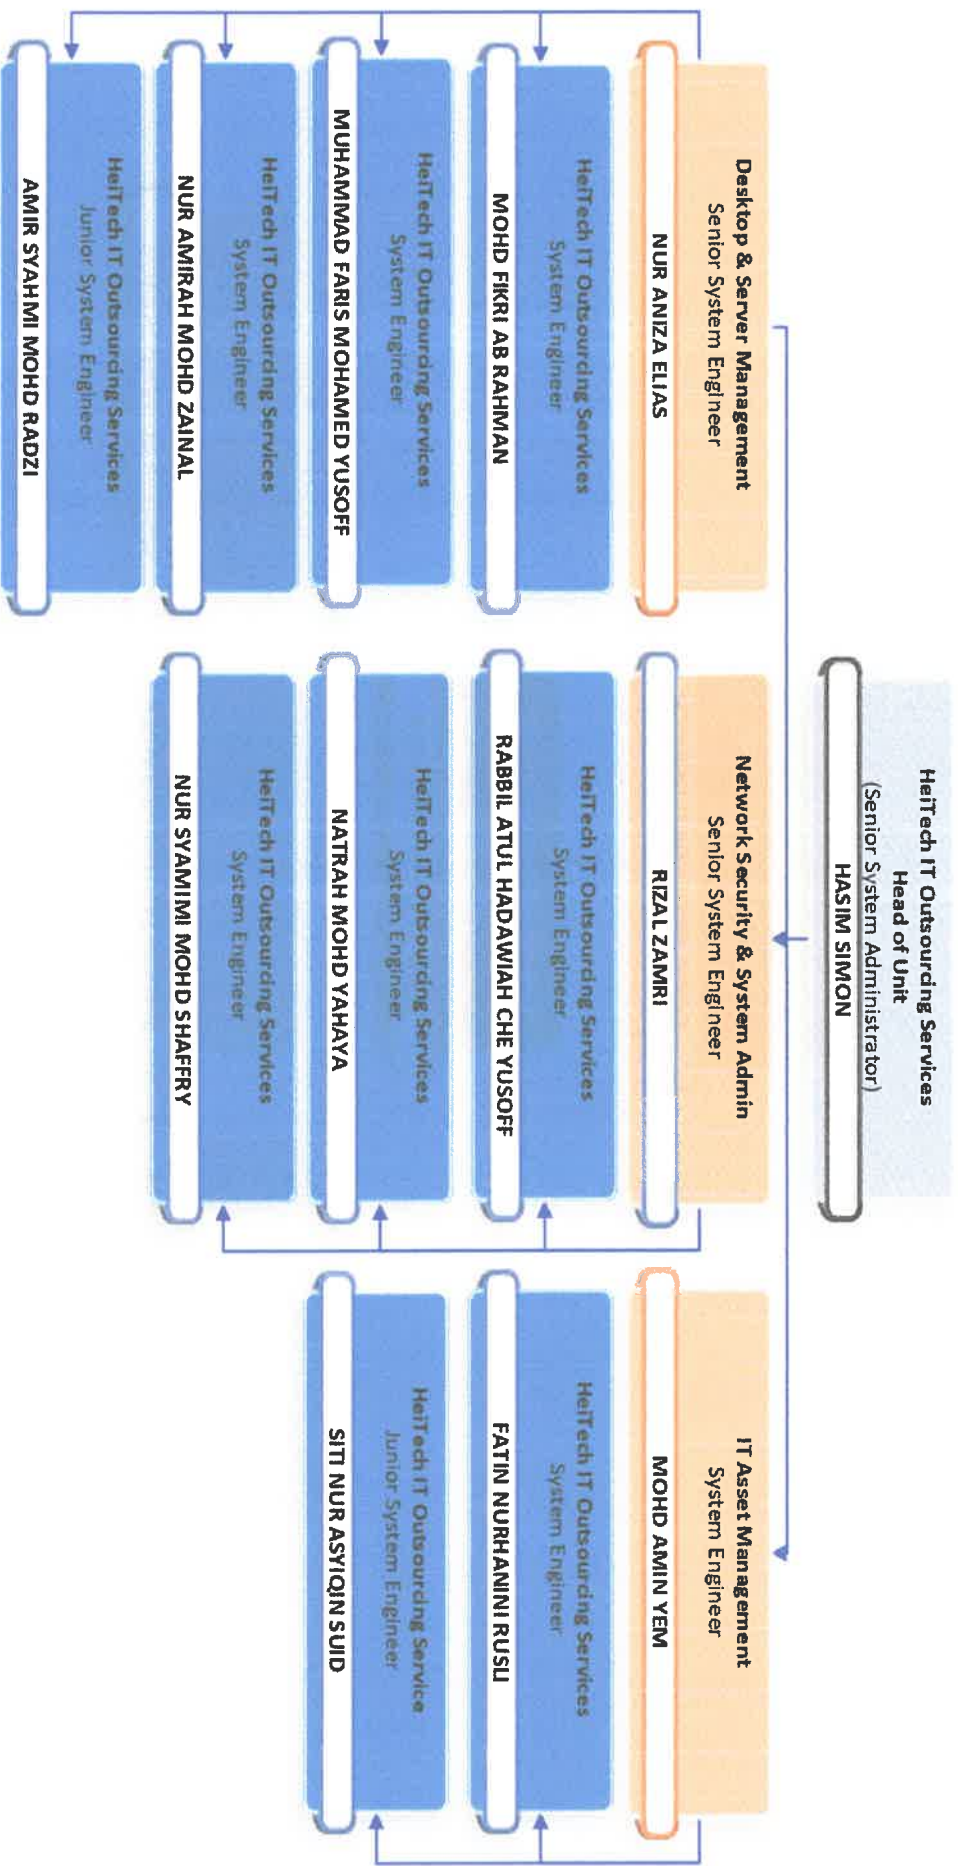 HeiTech IT Outsourcing Services
Head of Unit
(Senior System Administrator)
HASIM SIMON
Desktop & Server Management
Senior System Engineer
NUR ANIZA ELIAS
HeiTech IT Outsourcing Services
System Engineer
MOHD FIKRI AB RAHMAN
HeiTech IT Outsourcing Services
System Engineer
MUHAMMAD FARIS MOHAMED YUSOFF
HeiTech IT Outsourcing Services
System Engineer
NUR AMIRAH MOHD ZAINAL
HeiTech IT Outsourcing Services
Junior System Engineer
AMIR SYAHMI MOHD RADZI
Network Security & System Admin
Senior System Engineer
RIZAL ZAMRI
HeiTech IT Outsourcing Services
System Engineer
RABBIL ATUL HADAWIAH CHE YUSOFF
HeiTech IT Outsourcing Services
System Engineer
NATRAH MOHD YAHAYA
HeiTech IT Outsourcing Services
System Engineer
NUR SYAMIMI MOHD SHAFFRY
IT Asset Management
System Engineer
MOHD AMIN YEM
HeiTech IT Outsourcing Services
System Engineer
FATIN NURHANINI RUSLI
HeiTech IT Outsourcing Service
Junior System Engineer
SITI NUR ASYIQIN SUID